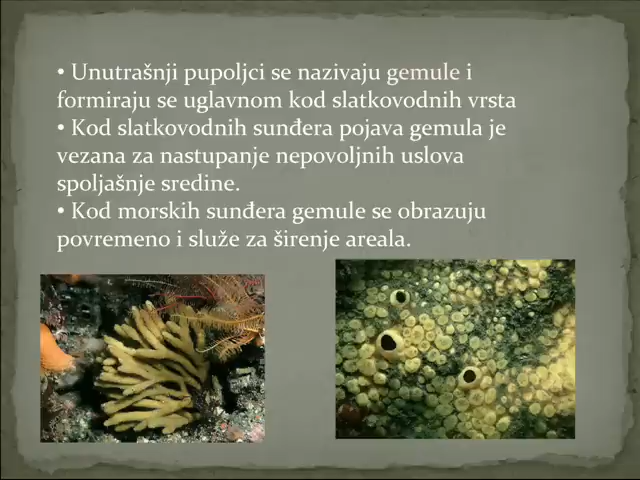 • Unutrašnji pupoljci se nazivaju gemule i
formiraju se uglavnom kod slatkovodnih vrsta
• Kod slatkovodnih sunđera pojava gemula je
vezana za nastupanje nepovoljnih uslova
spoljašnje sredine.
• Kod morskih sunđera gemule se obrazuju
povremeno i služe za širenje areala.